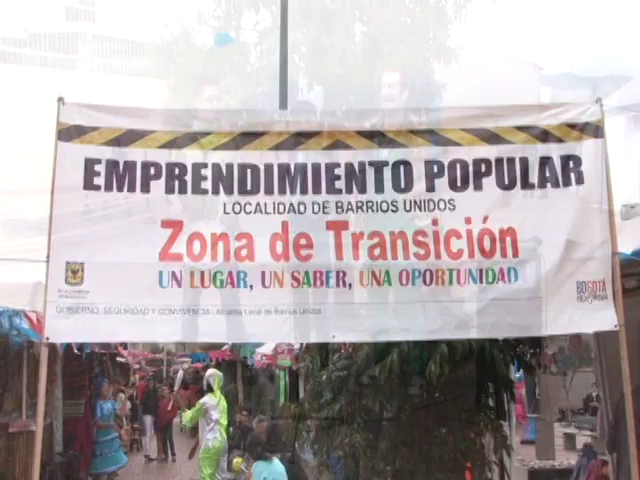 EMPRENDIMIENTO POPULAR
LOCALIDAD DE BARRIOS UNIDOS
Zona de Transición
UN LUGAR, UN SABER, UNA OPORTUNIDAD
BOGOTÁ
GOBIERNO, SEGURIDAD Y CONVIVENCIA | Alcaldía Local de Barrios Unidos